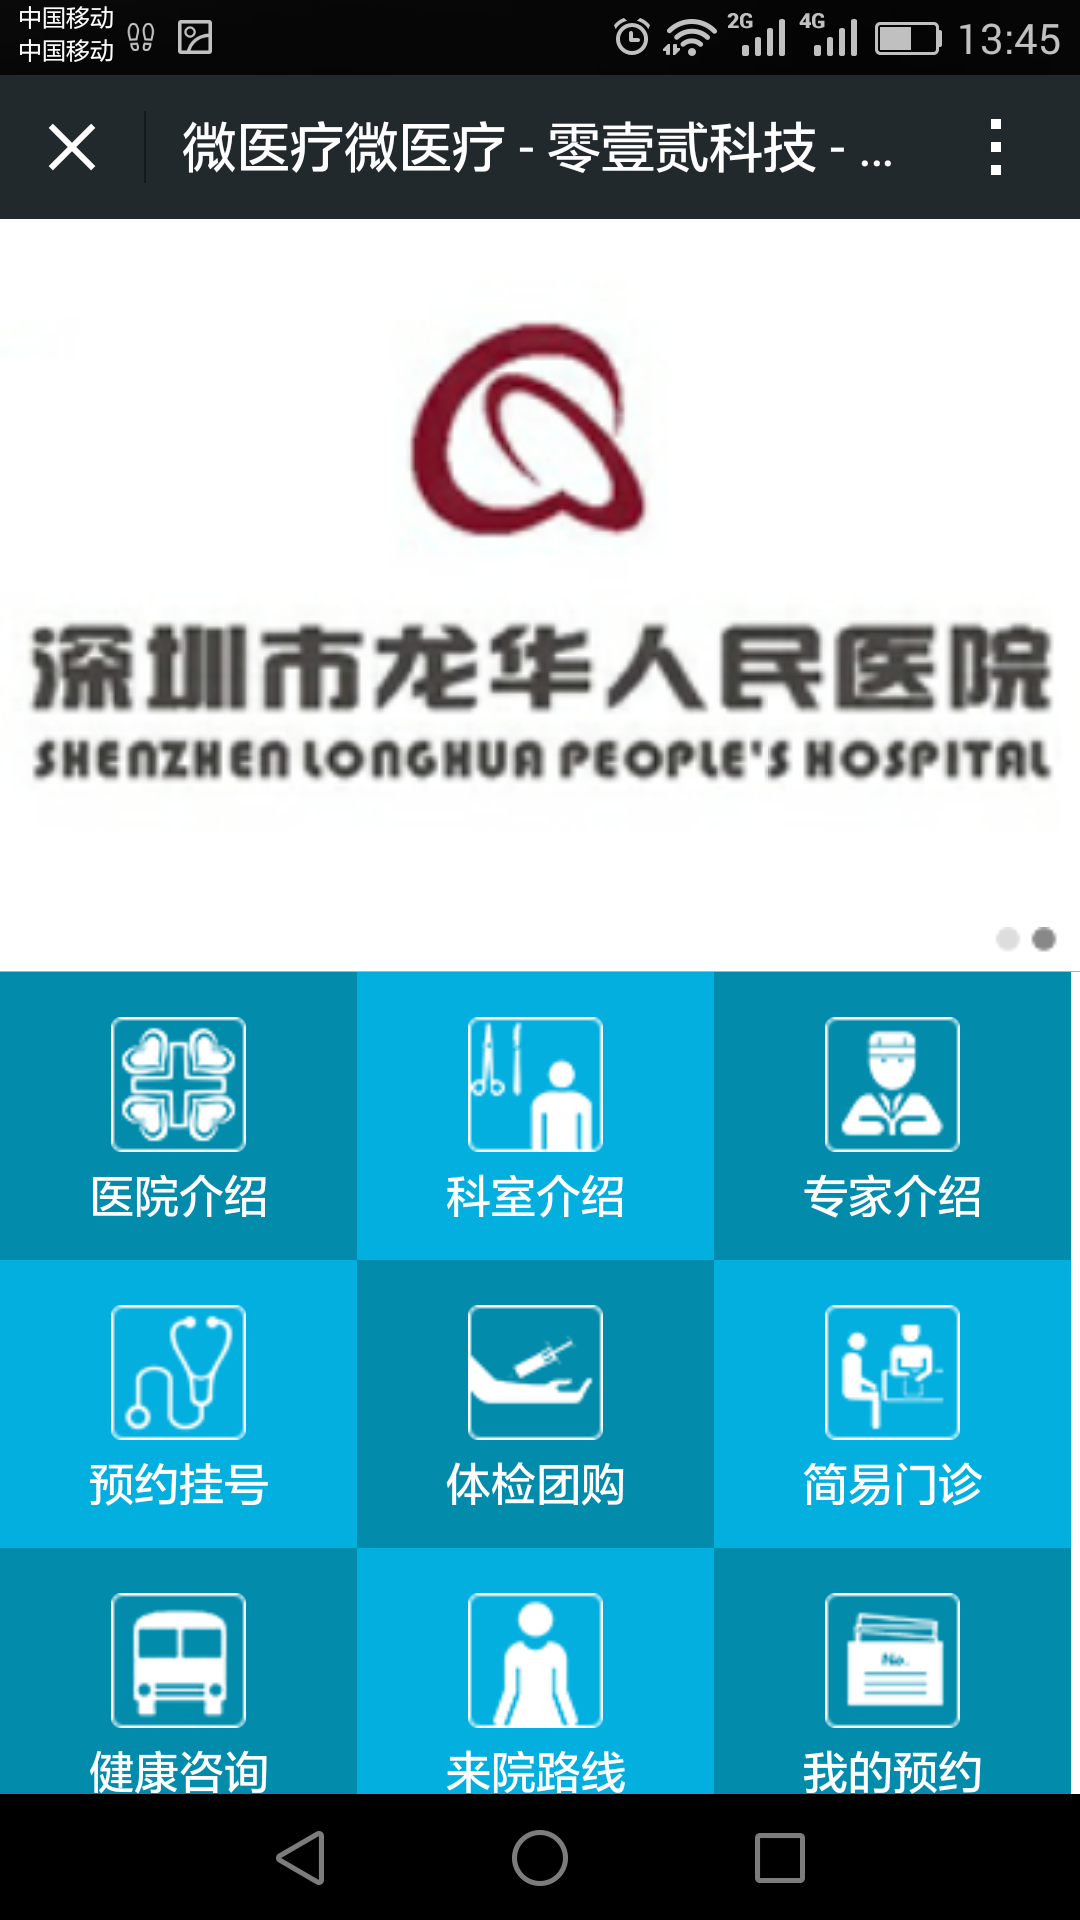 中国移动
中国移动
2G
4G
13:45
微医疗微医疗 - 零壹贰科技 - ...
深圳市龙华人民医院
SHENZHEN LONGHUA PEOPLE'S HOSPITAL
医院介绍
科室介绍
专家介绍
预约挂号
体检团购
简易门诊
No.
健康咨询
来院路线
我的预约